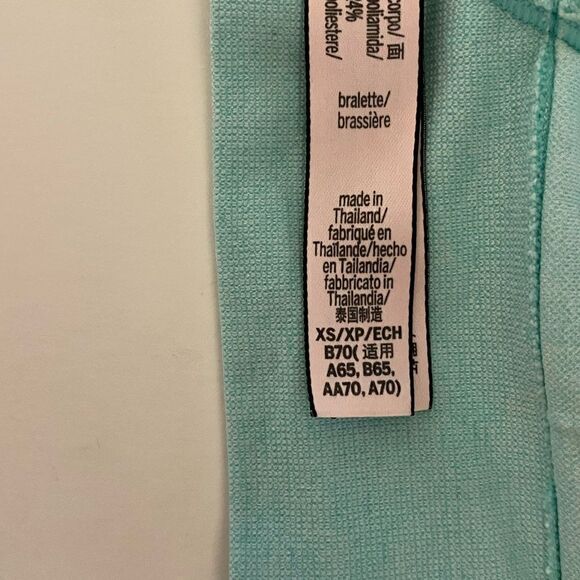 corpo/ 面
poliamida/
24%
poliestere/
bralette/
brassière
made in
Thailand/
fabriqué en
Thaïlande/hecho
en Tailandia/
fabbricato in
Thailandia/
泰国制造
XS/XP/ECH
B70( 适用
A65, B65,
AA70, A70)